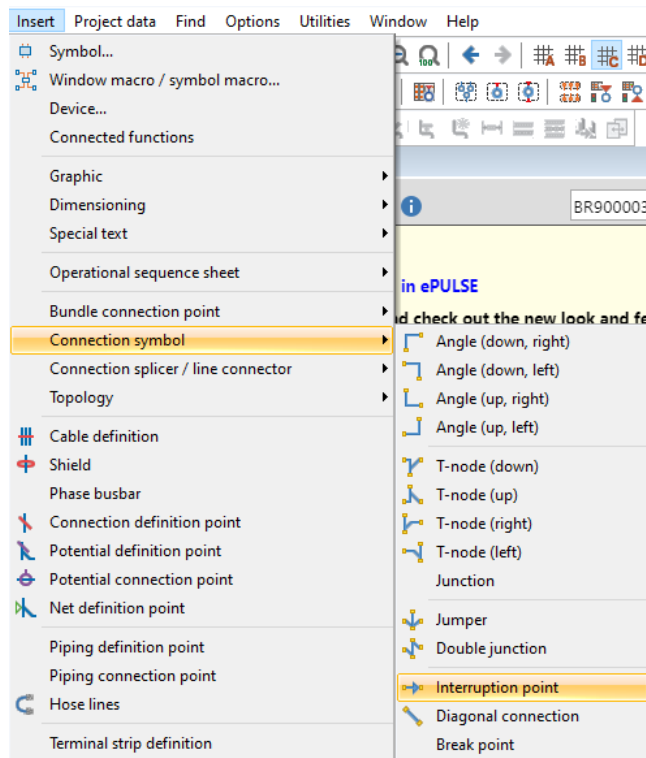 Insert Project data Find Options Utilities Window Help
Symbol...
Window macro / symbol macro...
Device...
Connected functions
Graphic
Dimensioning
Special text
Operational sequence sheet
Bundle connection point
Connection symbol
Connection splicer / line connector
Topology
Cable definition
Shield
Phase busbar
Connection definition point
Potential definition point
Potential connection point
Net definition point
Piping definition point
Piping connection point
Hose lines
Terminal strip definition
100
A B C
BR900003
in ePULSE
nd check out the new look and fe
Angle (down, right)
Angle (down, left)
Angle (up, right)
Angle (up, left)
T-node (down)
T-node (up)
T-node (right)
T-node (left)
Junction
Jumper
Double junction
Interruption point
Diagonal connection
Break point